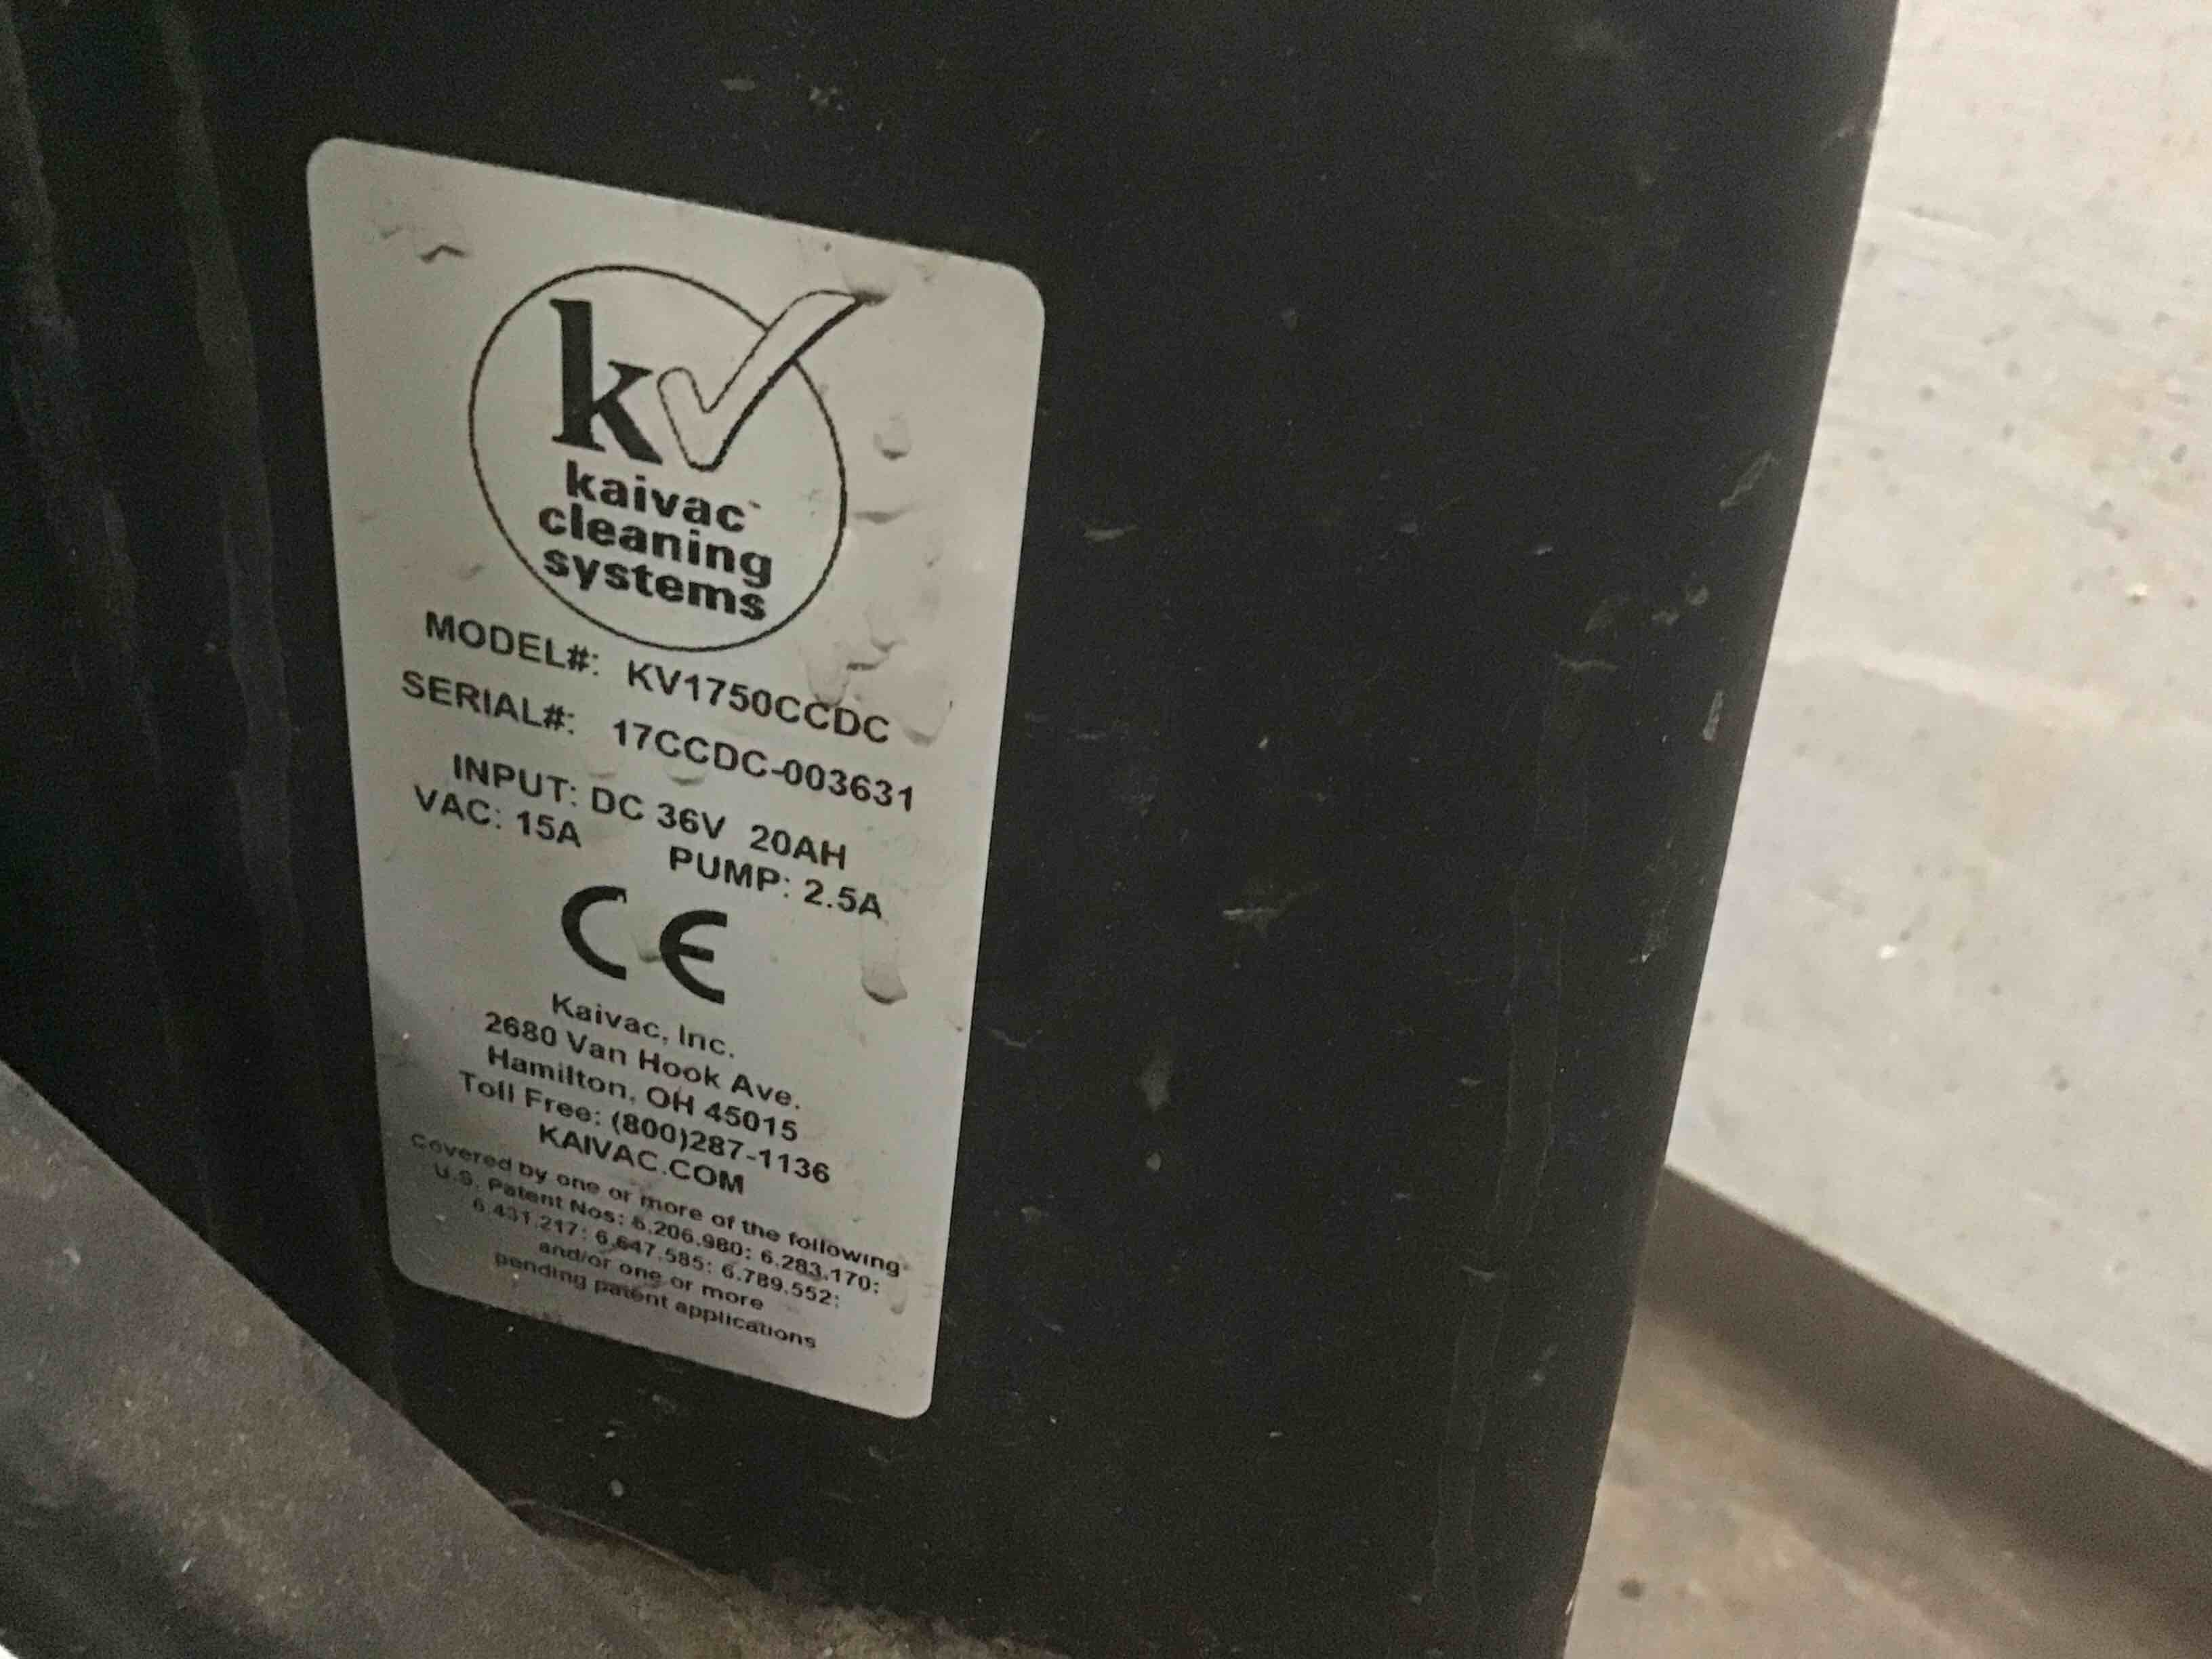 k
kaivac™
cleaning
systems
MODEL#: KV1750CCDC
SERIAL#: 17CCDC-003631
INPUT: DC 36V 20AH
VAC: 15A PUMP: 2.5A
CE
Kaivac, Inc.
2680 Van Hook Ave.
Hamilton, OH 45015
Toll Free: (800)287-1136
KAIVAC.COM
Covered by one or more of the following
U.S. Patent Nos: 6.206.980; 6.283.170;
6.431.217; 6.647.585; 6.789.552;
and/or one or more
pending patent applications